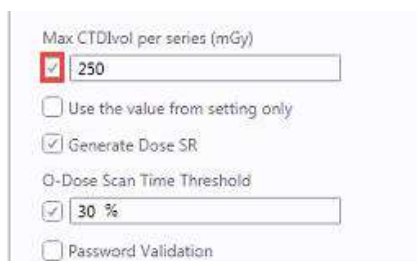 Max CTDIvol per series (mGy)
250
Use the value from setting only
Generate Dose SR
O-Dose Scan Time Threshold
30 %
Password Validation